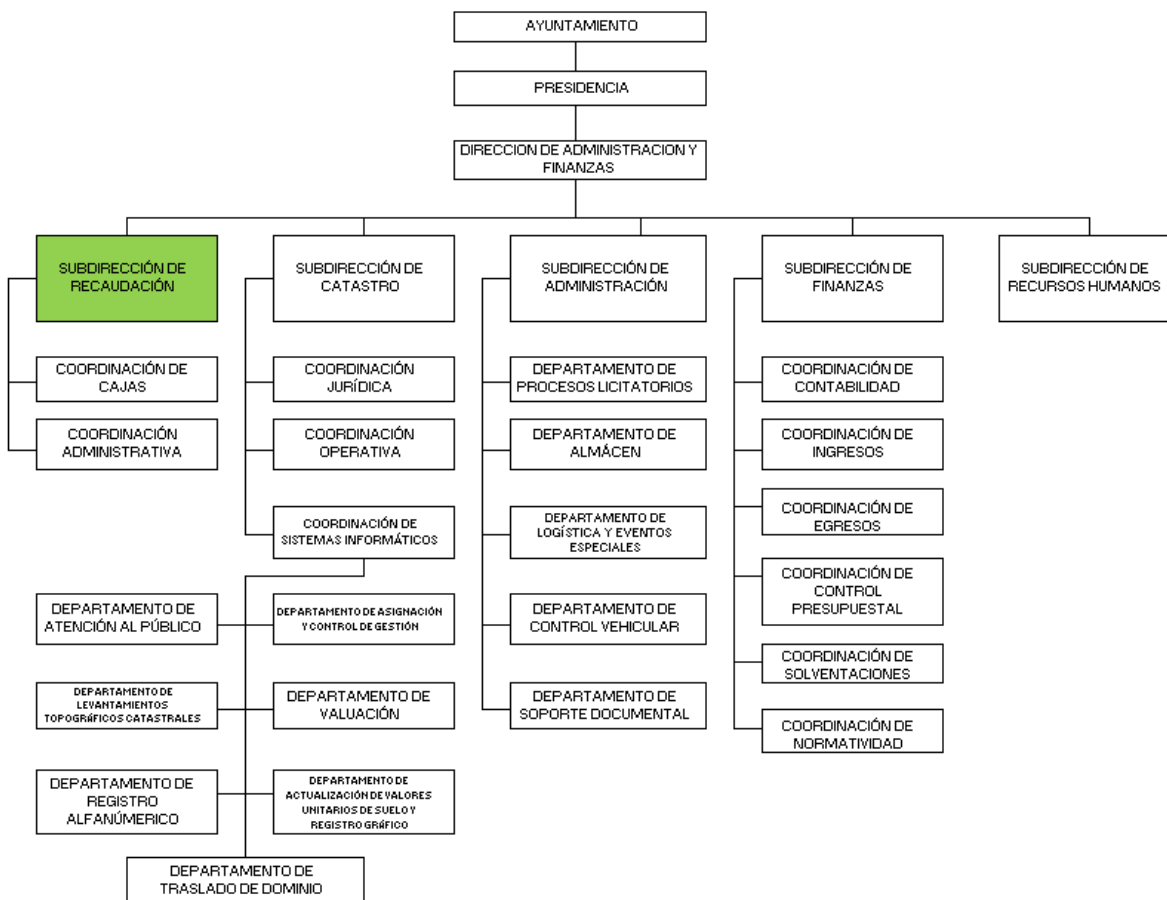 AYUNTAMIENTO
PRESIDENCIA
DIRECCION DE ADMINISTRACION Y
FINANZAS
SUBDIRECCIÓN DE
RECAUDACIÓN
SUBDIRECCIÓN DE
CATASTRO
SUBDIRECCIÓN DE
ADMINISTRACIÓN
SUBDIRECCIÓN DE
FINANZAS
SUBDIRECCIÓN DE
RECURSOS HUMANOS
COORDINACIÓN DE
CAJAS
COORDINACIÓN
JURÍDICA
DEPARTAMENTO DE
PROCESOS LICITATORIOS
COORDINACIÓN DE
CONTABILIDAD
COORDINACIÓN
ADMINISTRATIVA
COORDINACIÓN
OPERATIVA
DEPARTAMENTO DE
ALMÁCEN
COORDINACIÓN DE
INGRESOS
COORDINACIÓN DE
SISTEMAS INFORMÁTICOS
DEPARTAMENTO DE
LOGÍSTICA Y EVENTOS
ESPECIALES
COORDINACIÓN DE
EGRESOS
DEPARTAMENTO DE
ATENCIÓN AL PÚBLICO
DEPARTAMENTO DE ASIGNACIÓN
Y CONTROL DE GESTIÓN
DEPARTAMENTO DE
CONTROL VEHICULAR
COORDINACIÓN DE
CONTROL
PRESUPUESTAL
DEPARTAMENTO DE
LEVANTAMIENTOS
TOPOGRÁFICOS CATASTRALES
DEPARTAMENTO DE
VALUACIÓN
DEPARTAMENTO DE
SOPORTE DOCUMENTAL
COORDINACIÓN DE
SOLVENTACIONES
COORDINACIÓN DE
NORMATIVIDAD
DEPARTAMENTO DE
REGISTRO
ALFANÚMERICO
DEPARTAMENTO DE
ACTUALIZACIÓN DE VALORES
UNITARIOS DE SUELO Y
REGISTRO GRÁFICO
DEPARTAMENTO DE
TRASLADO DE DOMINIO